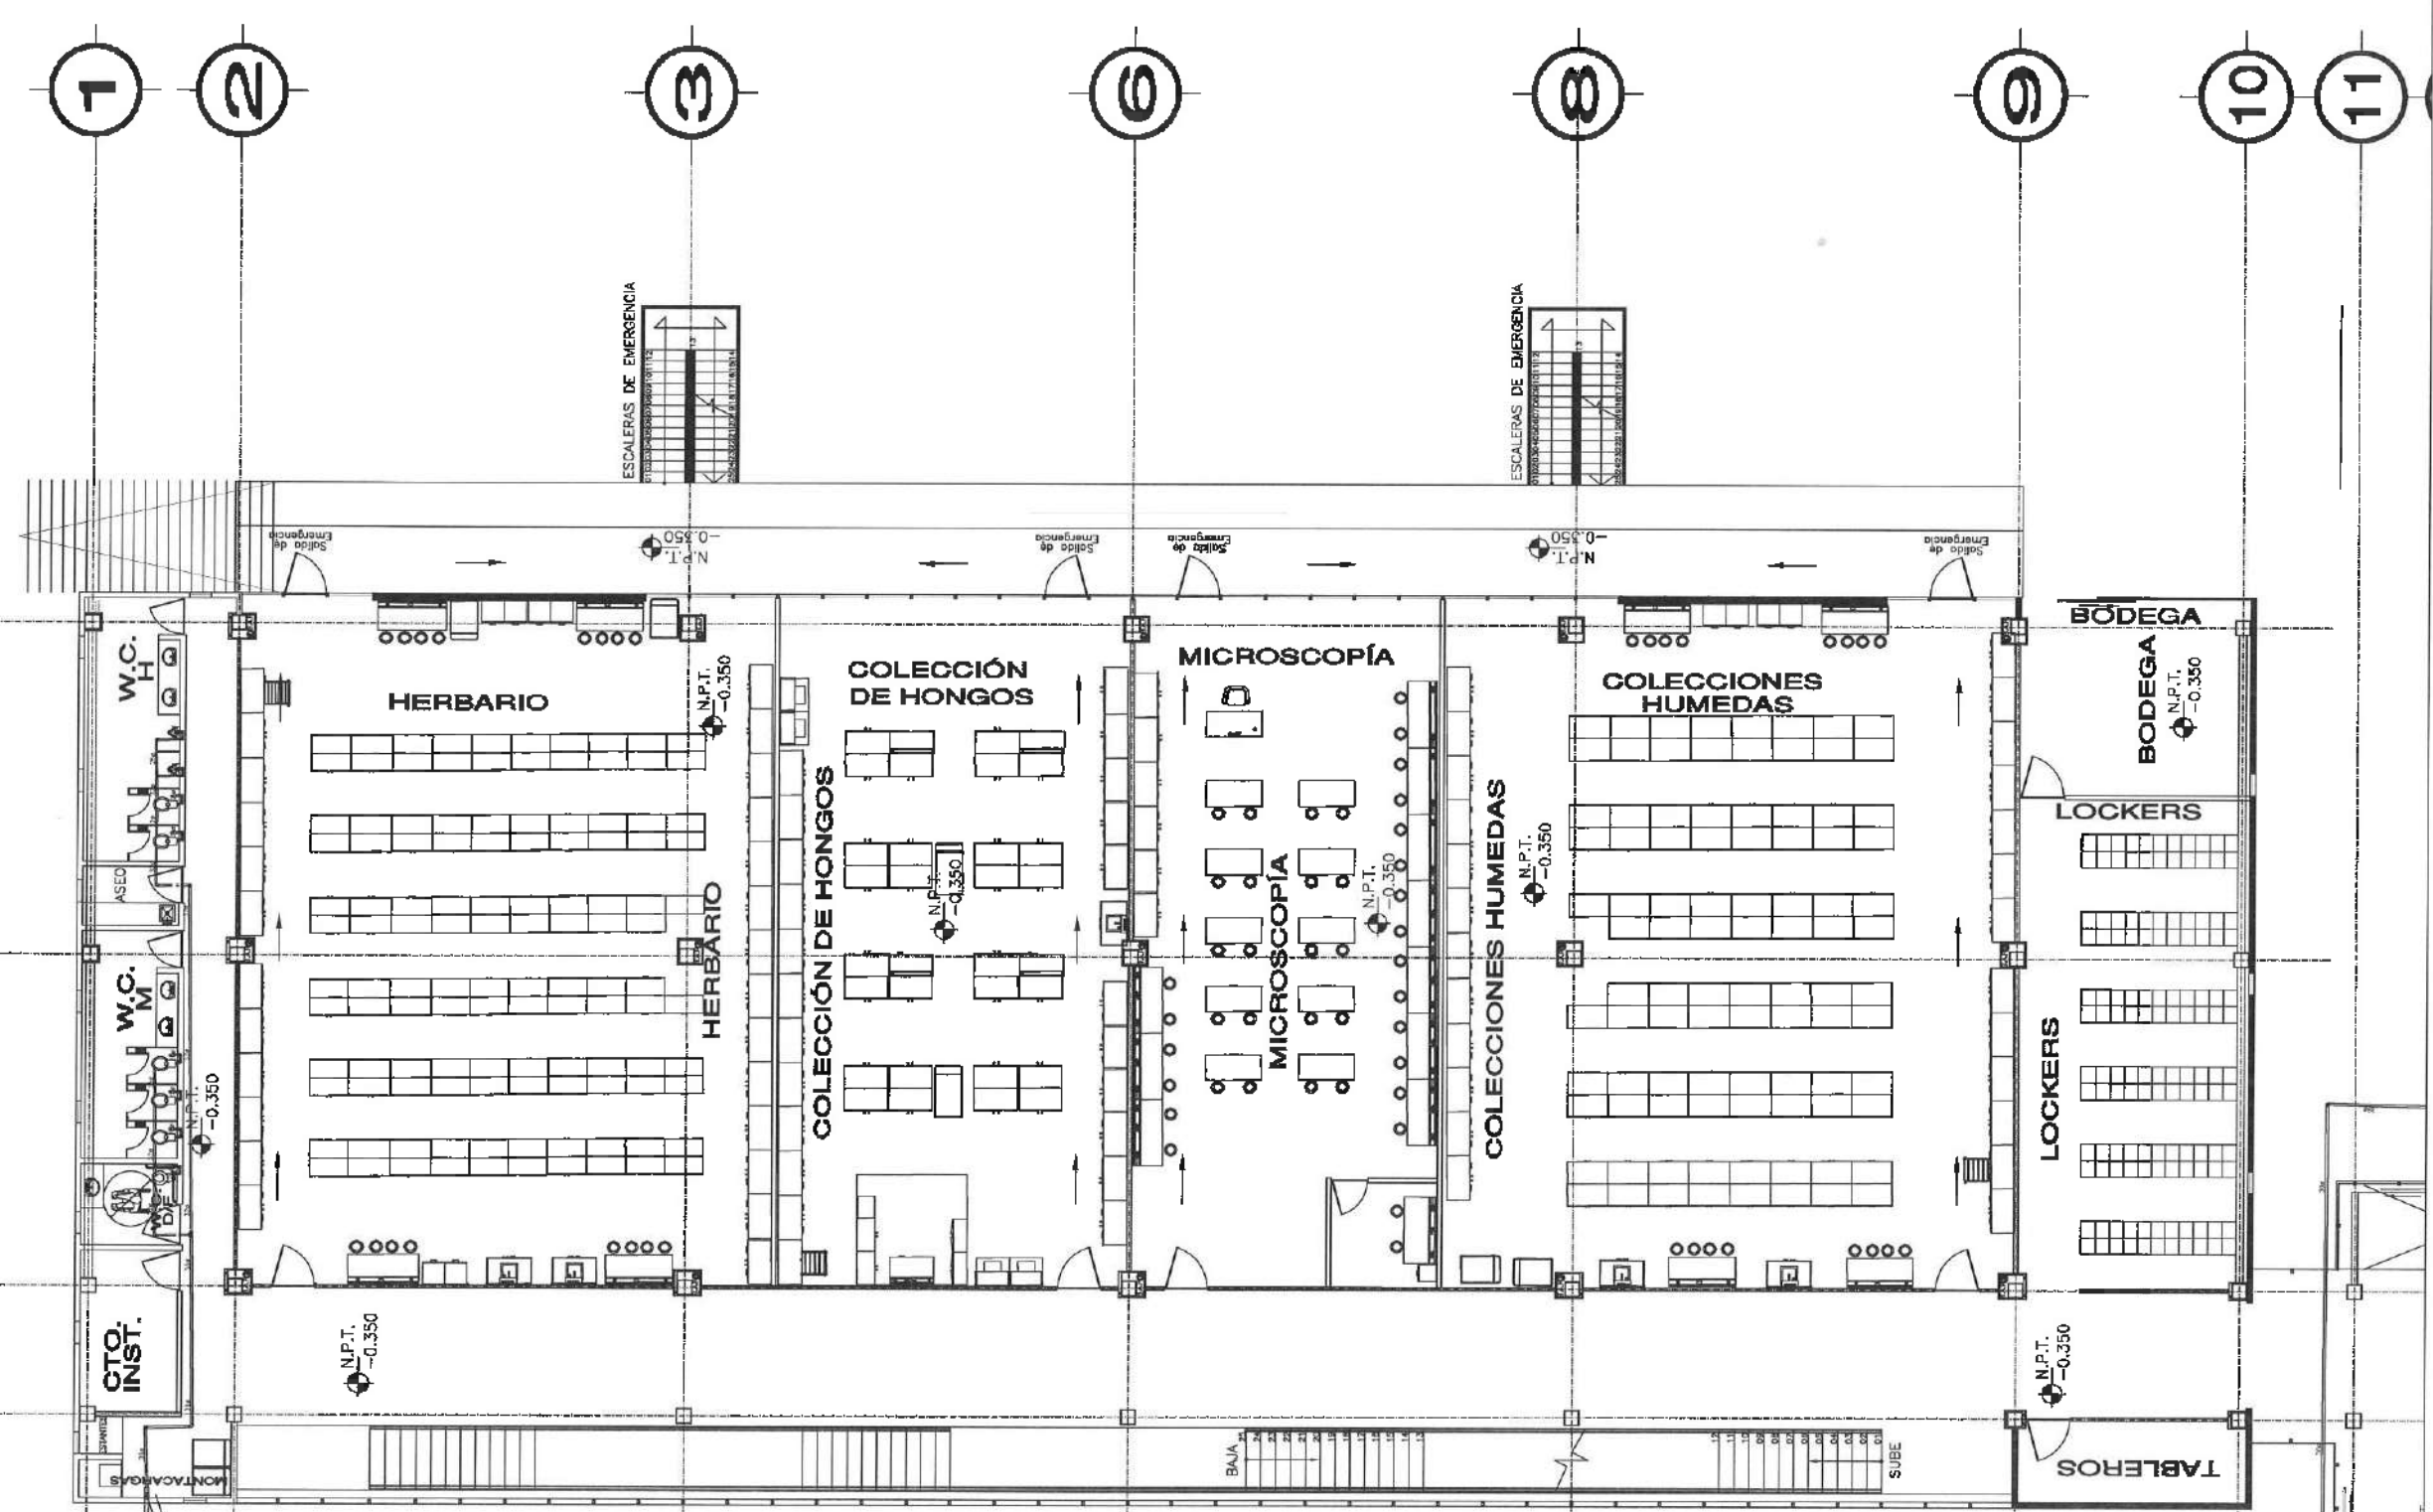 1
2
3
6
8
9
10
11
ESCALERAS DE EMERGENCIA
ESCALERAS DE EMERGENCIA
Salida de
Emergencia
N.P.T.
-0.350
Salida de
Emergencia
Salida de
Emergencia
N.P.T.
-0.350
Salida de
Emergencia
W.C.
H
HERBARIO
N.P.T.
-0.350
COLECCIÓN
DE HONGOS
MICROSCOPÍA
COLECCIONES
HUMEDAS
BODEGA
BODEGA
N.P.T.
-0.350
ASEO
HERBARIO
COLECCIÓN DE HONGOS
N.P.T.
-0.350
MICROSCOPÍA
N.P.T.
-0.350
COLECCIONES HUMEDAS
N.P.T.
-0.350
LOCKERS
LOCKERS
W.C.
M
N.P.T.
-0.350
CTO.
INST.
N.P.T.
-0.350
N.P.T.
-0.350
MONTACARGAS
BAJA
SUBE
TABLEROS